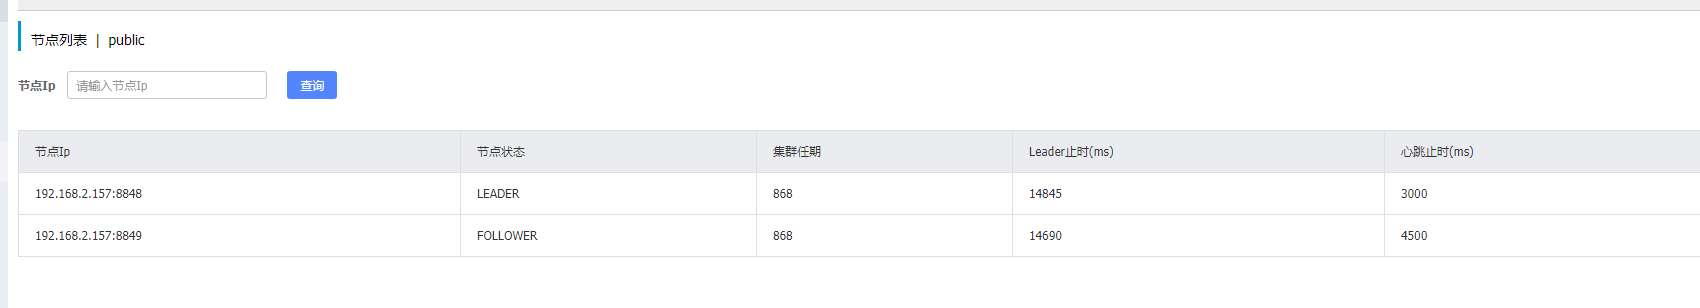 节点列表 | public
节点Ip 请输入节点Ip 查询
节点Ip 节点状态 集群任期 Leader止时(ms) 心跳止时(ms)
192.168.2.157:8848 LEADER 868 14845 3000
192.168.2.157:8849 FOLLOWER 868 14690 4500